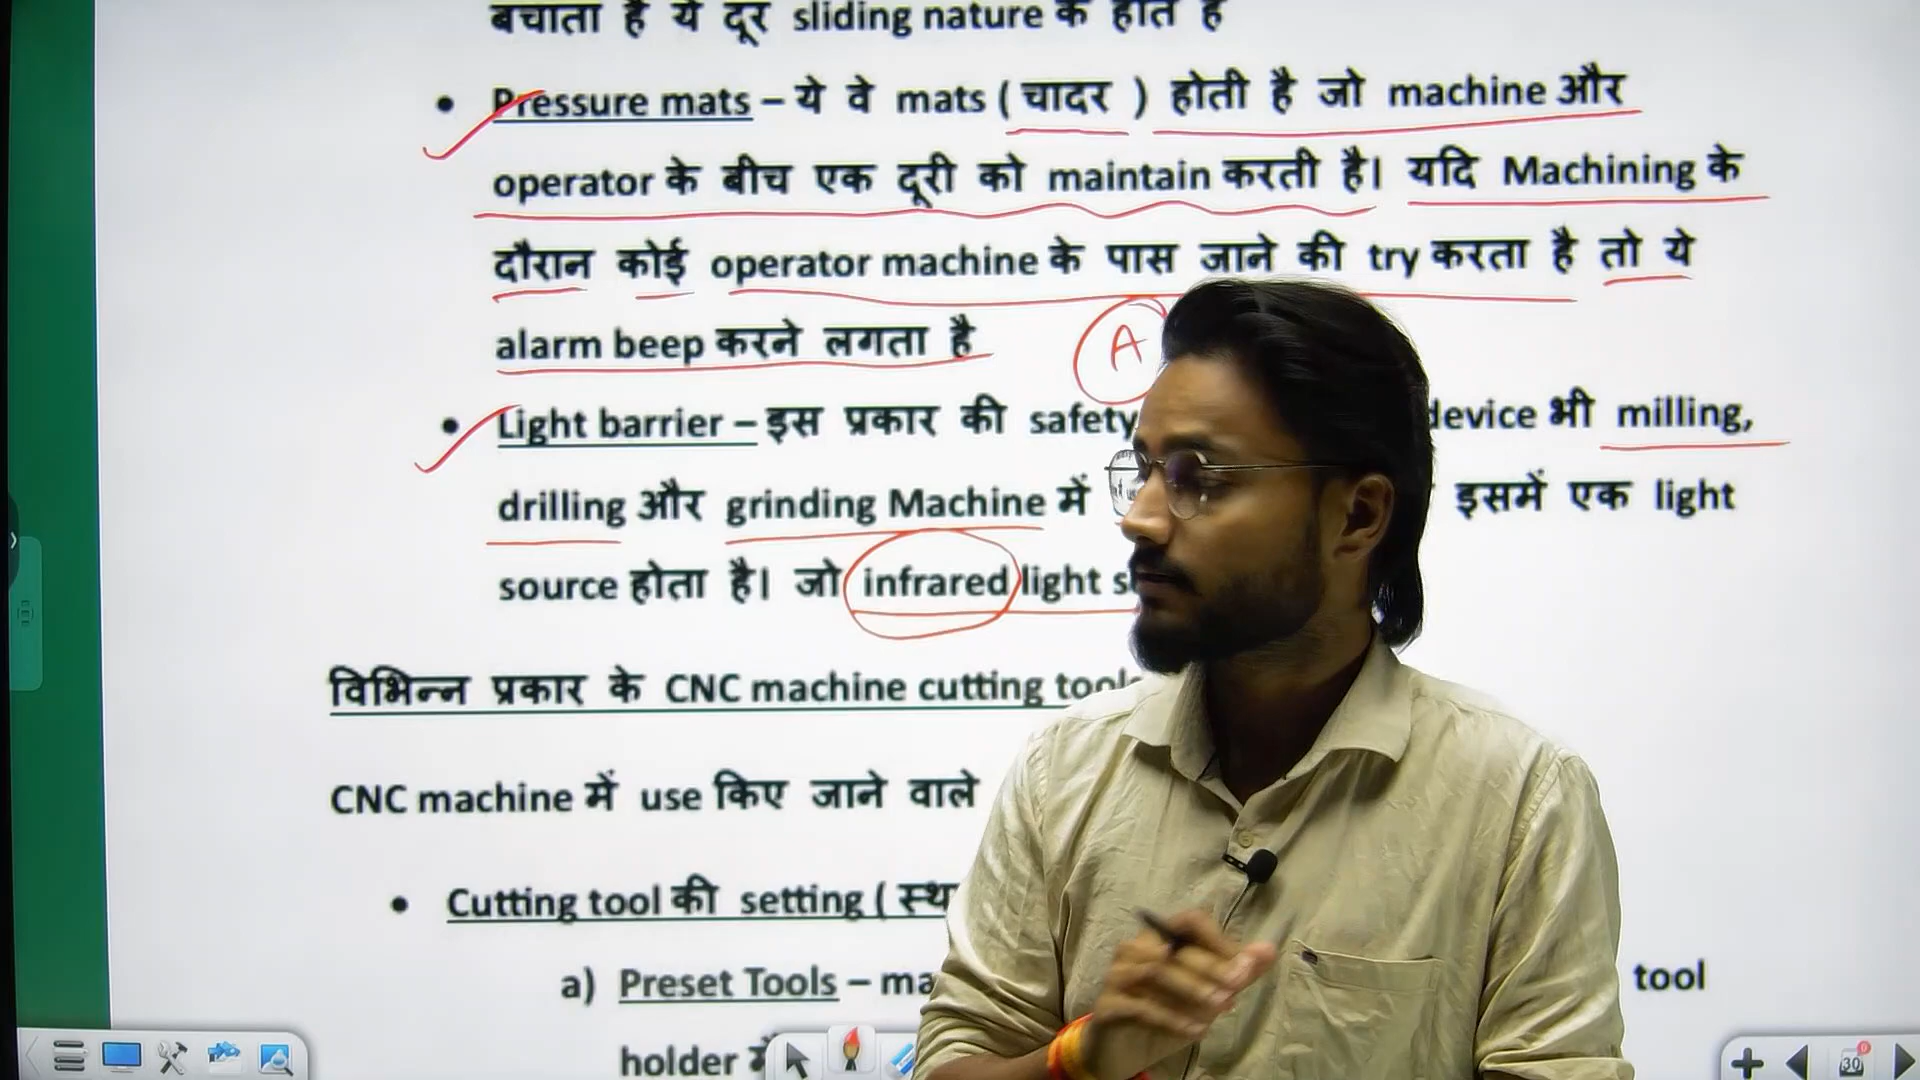 बचाता है ये दूर sliding nature के होते है
• Pressure mats – ये वे mats ( चादर ) होती है जो machine और
operator के बीच एक दूरी को maintain करती है। यदि Machining के
दौरान कोई operator machine के पास जाने की try करता है तो ये
alarm beep करने लगता है
A
• Light barrier – इस प्रकार की safety device भी milling,
drilling और grinding Machine में इसमें एक light
source होता है। जो infrared light
विभिन्न प्रकार के CNC machine cutting
CNC machine में use किए जाने वाले
• Cutting tool की setting (
a) Preset Tools – tool
holder
30
0